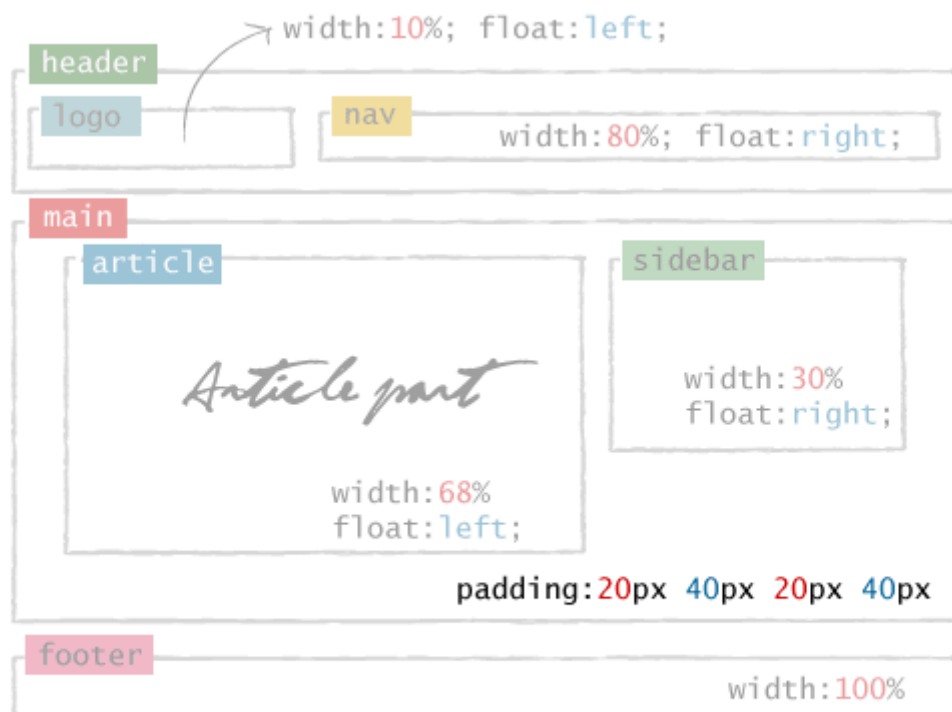 width:10%; float:left;
header
logo
nav
width:80%; float:right;
main
article
sidebar
Article part
width:30%
float:right;
width:68%
float:left;
padding:20px 40px 20px 40px
footer
width:100%